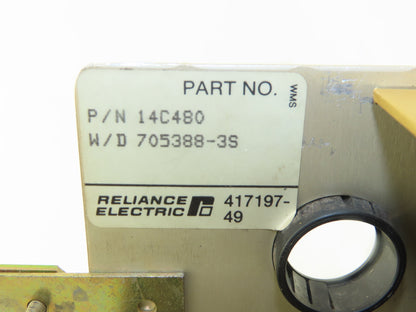 PART NO.
WMS
P/N 14C480
W/D 705388-3S
RELIANCE ELECTRIC 417197-
49